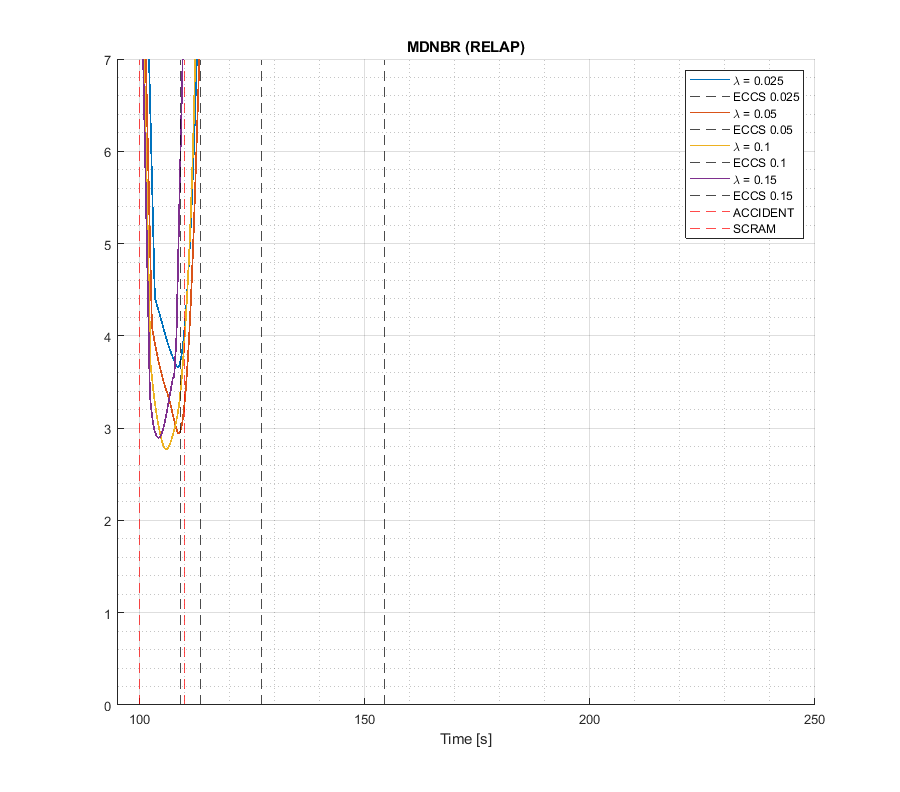 MDNBR (RELAP)
7
6
5
4
3
2
1
0
100
150
200
250
Time [s]
λ = 0.025
ECCS 0.025
λ = 0.05
ECCS 0.05
λ = 0.1
ECCS 0.1
λ = 0.15
ECCS 0.15
ACCIDENT
SCRAM